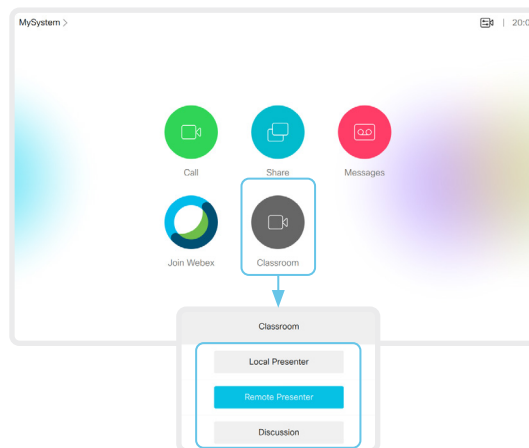 MySystem >
20:0
Call
Share
Messages
Join Webex
Classroom
Classroom
Local Presenter
Remote Presenter
Discussion